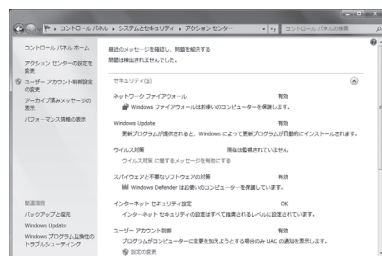 コントロール パネル ▸ システムとセキュリティ ▸ アクション センター
コントロール パネルの検索
コントロール パネル ホーム
アクション センターの設定を
変更
ユーザー アカウント制御設定
の変更
アーカイブ済みメッセージの
表示
パフォーマンス情報の表示
関連項目
バックアップと復元
Windows Update
Windows プログラム互換性の
トラブルシューティング
最近のメッセージを確認し、問題を解決する
問題は検出されませんでした。
セキュリティ(S)
ネットワーク ファイアウォール 有効
Windows ファイアウォールはお使いのコンピューターを保護します。
Windows Update 有効
更新プログラムが提供されると、Windows によって更新プログラムが自動的にインストールされます。
ウイルス対策 現在は監視されていません
ウイルス対策 に関するメッセージを有効にする
スパイウェアと不要なソフトウェアの対策 有効
Windows Defender はお使いのコンピューターを保護しています。
インターネット セキュリティ設定 OK
インターネット セキュリティの設定はすべて推奨されるレベルに設定されています。
ユーザー アカウント制御 有効
プログラムがコンピューターに変更を加えようとする場合のみ UAC の通知を表示します。
設定の変更